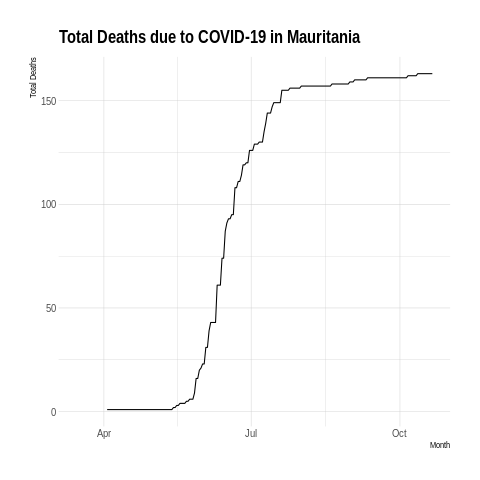 Total Deaths due to COVID-19 in Mauritania
Total Deaths
150
100
50
0
Apr Jul Oct
Month